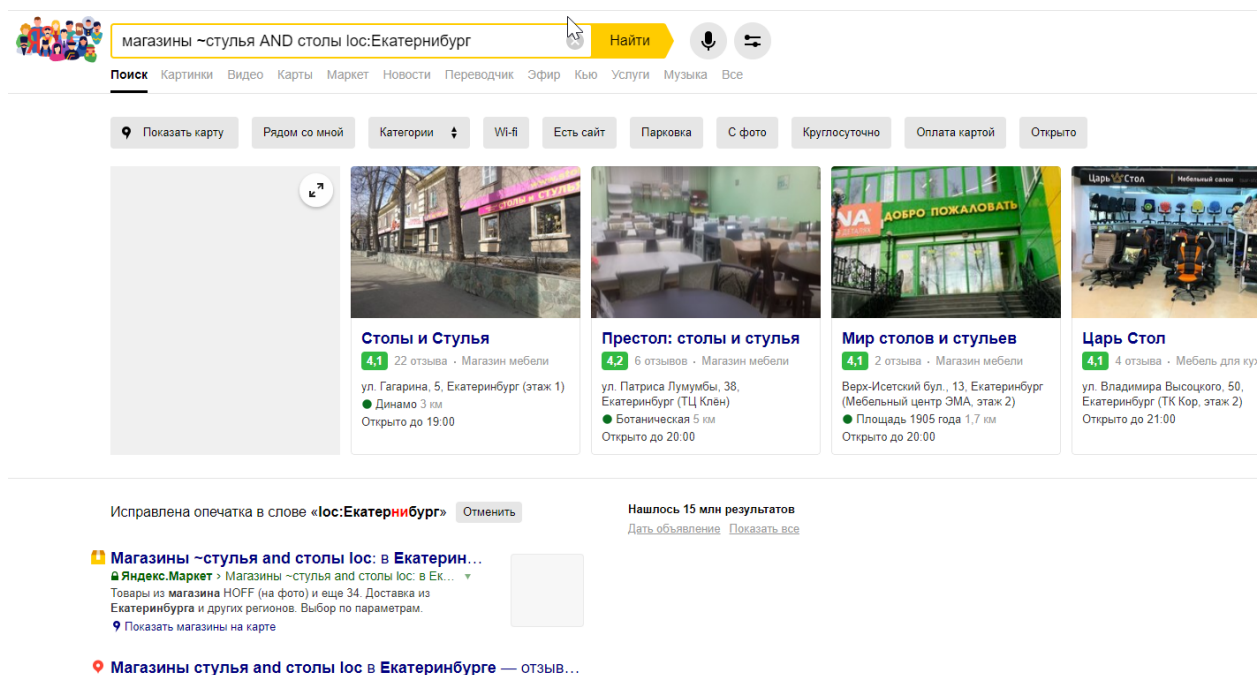 магазины ~стулья AND столы loc:Екатернибург
Найти
Поиск Картинки Видео Карты Маркет Новости Переводчик Эфир Кью Услуги Музыка Все
Показать карту Рядом со мной Категории Wi-fi Есть сайт Парковка С фото Круглосуточно Оплата картой Открыто
СТОЛЫ и СТУЛЬЯ
NA ДОБРО ПОЖАЛОВАТЬ
Царь Стол Мебельный салон
Столы и Стулья
4,1 22 отзыва · Магазин мебели
ул. Гагарина, 5, Екатеринбург (этаж 1)
Динамо 3 км
Открыто до 19:00
Престол: столы и стулья
4,2 6 отзывов · Магазин мебели
ул. Патриса Лумумбы, 38,
Екатеринбург (ТЦ Клён)
Ботаническая 5 км
Открыто до 20:00
Мир столов и стульев
4,1 2 отзыва · Магазин мебели
Верх-Исетский бул., 13, Екатеринбург
(Мебельный центр ЭМА, этаж 2)
Площадь 1905 года 1,7 км
Открыто до 20:00
Царь Стол
4,1 4 отзыва · Мебель для кух
ул. Владимира Высоцкого, 50,
Екатеринбург (ТК Кор, этаж 2)
Открыто до 21:00
Исправлена опечатка в слове «loc:Екатернибург» Отменить
Нашлось 15 млн результатов
Дать объявление Показать все
Магазины ~стулья and столы loc: в Екатерин...
Яндекс.Маркет › Магазины ~стулья and столы loc: в Ек...
Товары из магазина HOFF (на фото) и еще 34. Доставка из
Екатеринбурга и других регионов. Выбор по параметрам.
Показать магазины на карте
Магазины стулья and столы loc в Екатеринбурге — отзыв...